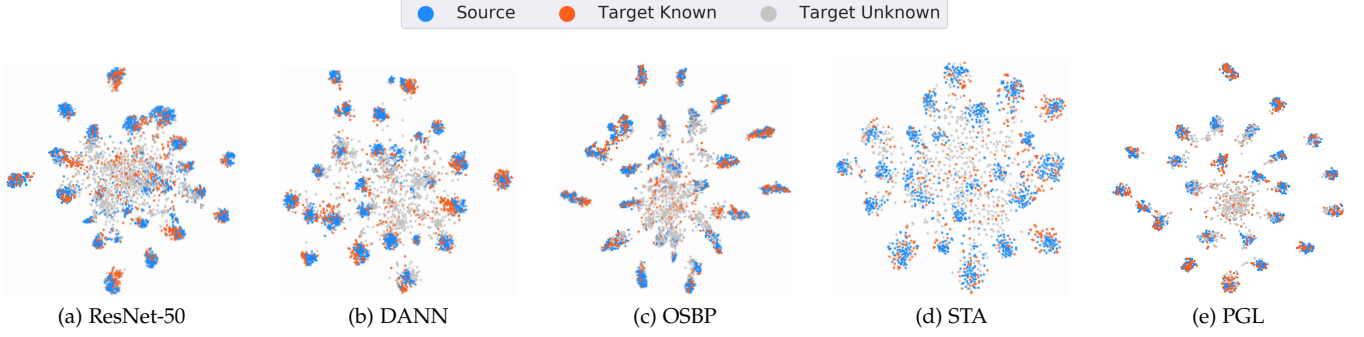 Source Target Known Target Unknown
(a) ResNet-50 (b) DANN (c) OSBP (d) STA (e) PGL